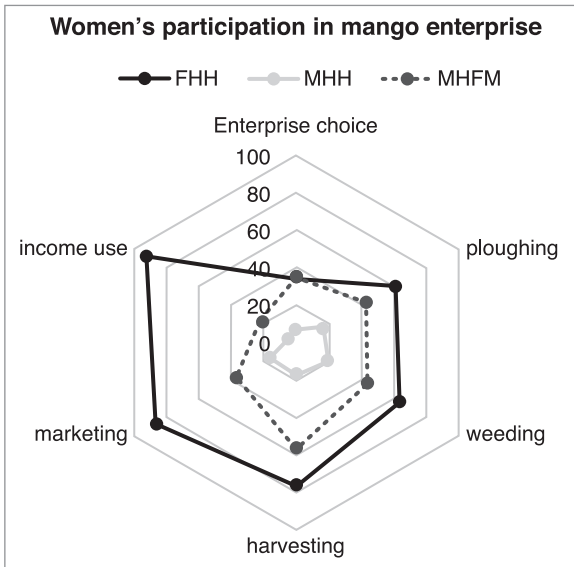 Women’s participation in mango enterprise
FHH MHH MHFM
Enterprise choice
100
80
60
40
20
0
income use
ploughing
marketing
weeding
harvesting